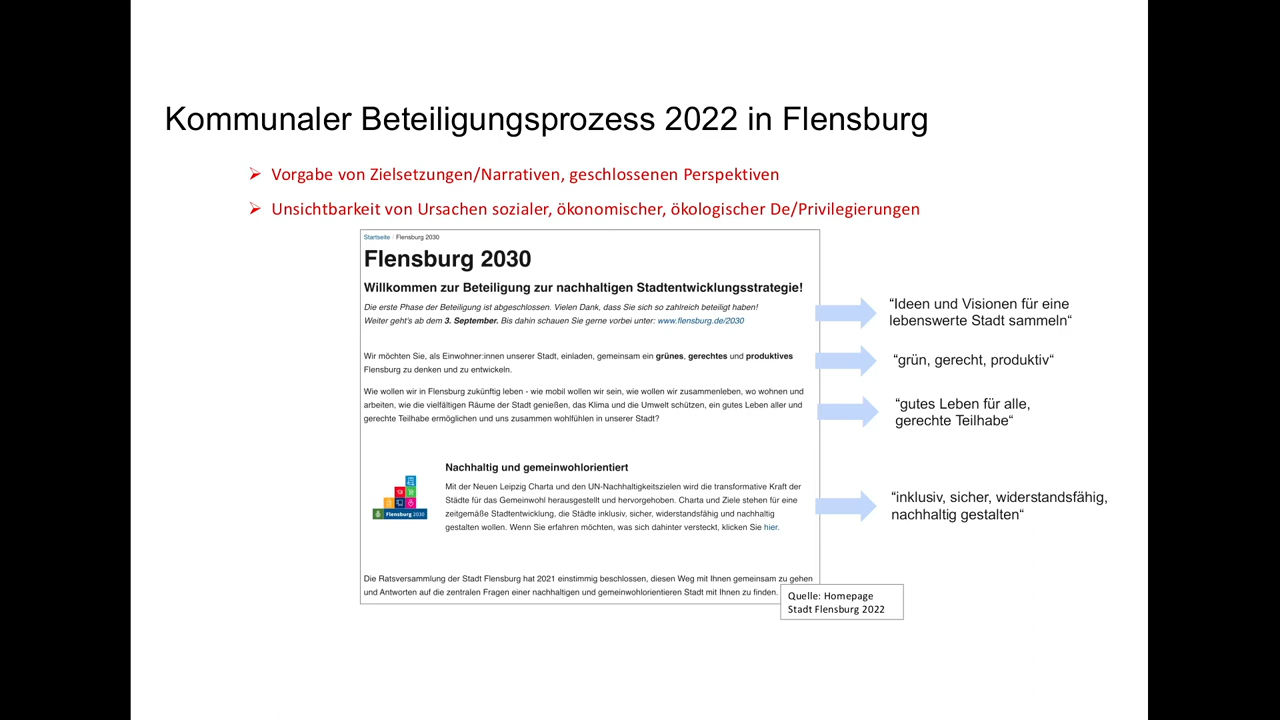 Kommunaler Beteiligungsprozess 2022 in Flensburg
Vorgabe von Zielsetzungen/Narrativen, geschlossenen Perspektiven
Unsichtbarkeit von Ursachen sozialer, ökonomischer, ökologischer De/Privilegierungen
Startseite / Flensburg 2030
Flensburg 2030
Willkommen zur Beteiligung zur nachhaltigen Stadtentwicklungsstrategie!
Die erste Phase der Beteiligung ist abgeschlossen. Vielen Dank, dass Sie sich so zahlreich beteiligt haben!
Weiter geht's ab dem 3. September. Bis dahin schauen Sie gerne vorbei unter: www.flensburg.de/2030
Wir möchten Sie, als Einwohner:innen unserer Stadt, einladen, gemeinsam ein grünes, gerechtes und produktives
Flensburg zu denken und zu entwickeln.
Wie wollen wir in Flensburg zukünftig leben - wie mobil wollen wir sein, wie wollen wir zusammenleben, wo wohnen und
arbeiten, wie die vielfältigen Räume der Stadt genießen, das Klima und die Umwelt schützen, ein gutes Leben aller und
gerechte Teilhabe ermöglichen und uns zusammen wohlfühlen in unserer Stadt?
Nachhaltig und gemeinwohlorientiert
Mit der Neuen Leipzig Charta und den UN-Nachhaltigkeitszielen wird die transformative Kraft der
Städte für das Gemeinwohl herausgestellt und hervorgehoben. Charta und Ziele stehen für eine
zeitgemäße Stadtentwicklung, die Städte inklusiv, sicher, widerstandsfähig und nachhaltig
gestalten wollen. Wenn Sie erfahren möchten, was sich dahinter versteckt, klicken Sie hier.
Flensburg 2030
Die Ratsversammlung der Stadt Flensburg hat 2021 einstimmig beschlossen, diesen Weg mit Ihnen gemeinsam zu gehen
und Antworten auf die zentralen Fragen einer nachhaltigen und gemeinwohlorientieren Stadt mit Ihnen zu finden.
“Ideen und Visionen für eine
lebenswerte Stadt sammeln“
“grün, gerecht, produktiv“
“gutes Leben für alle,
gerechte Teilhabe“
“inklusiv, sicher, widerstandsfähig,
nachhaltig gestalten“
Quelle: Homepage
Stadt Flensburg 2022